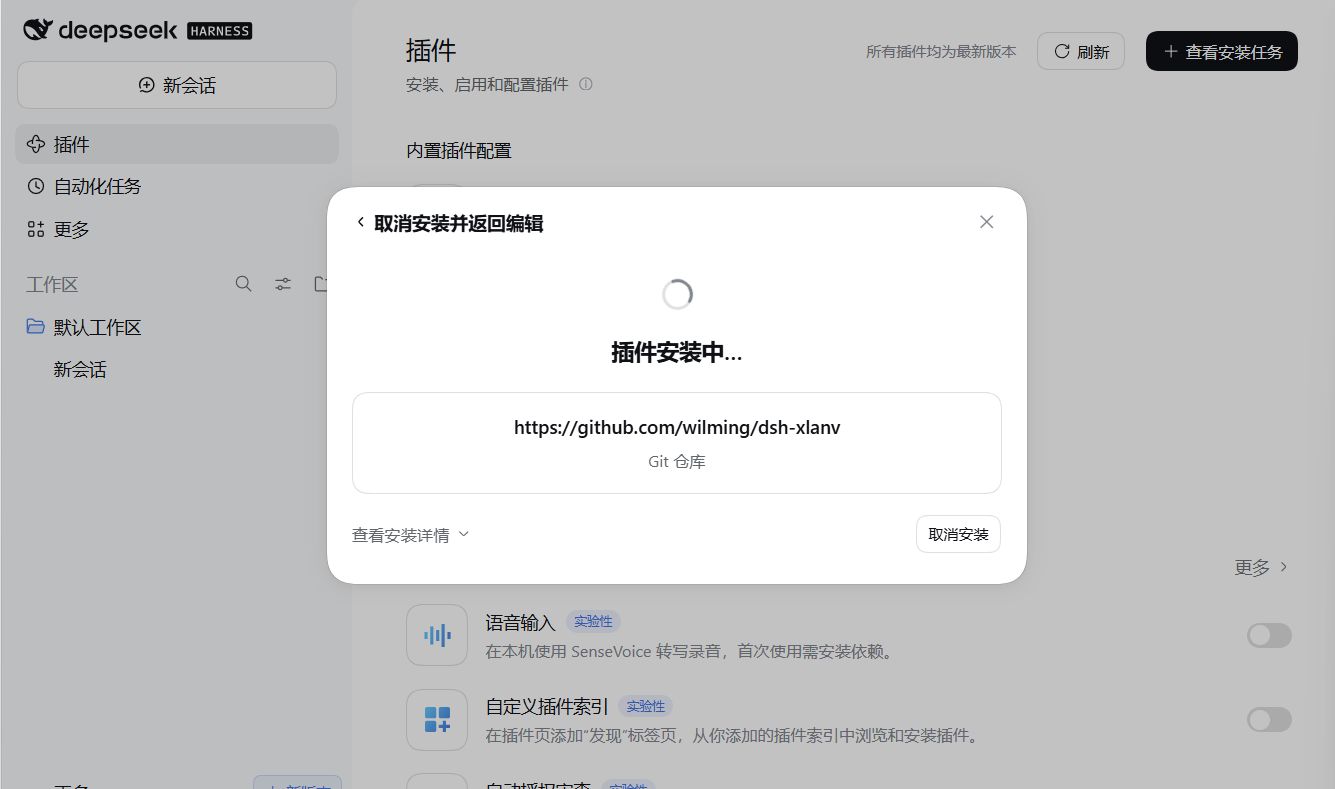 deepseek HARNESS
新会话
插件
自动化任务
更多
工作区
默认工作区
新会话
插件
安装、启用和配置插件
所有插件均为最新版本
刷新
查看安装任务
内置插件配置
取消安装并返回编辑
插件安装中...
https://github.com/wilming/dsh-xlanv
Git 仓库
查看安装详情
取消安装
更多
语音输入 实验性
在本机使用 SenseVoice 转写录音，首次使用需安装依赖。
自定义插件索引 实验性
在插件页添加“发现”标签页，从你添加的插件索引中浏览和安装插件。
自动授权审查 实验性